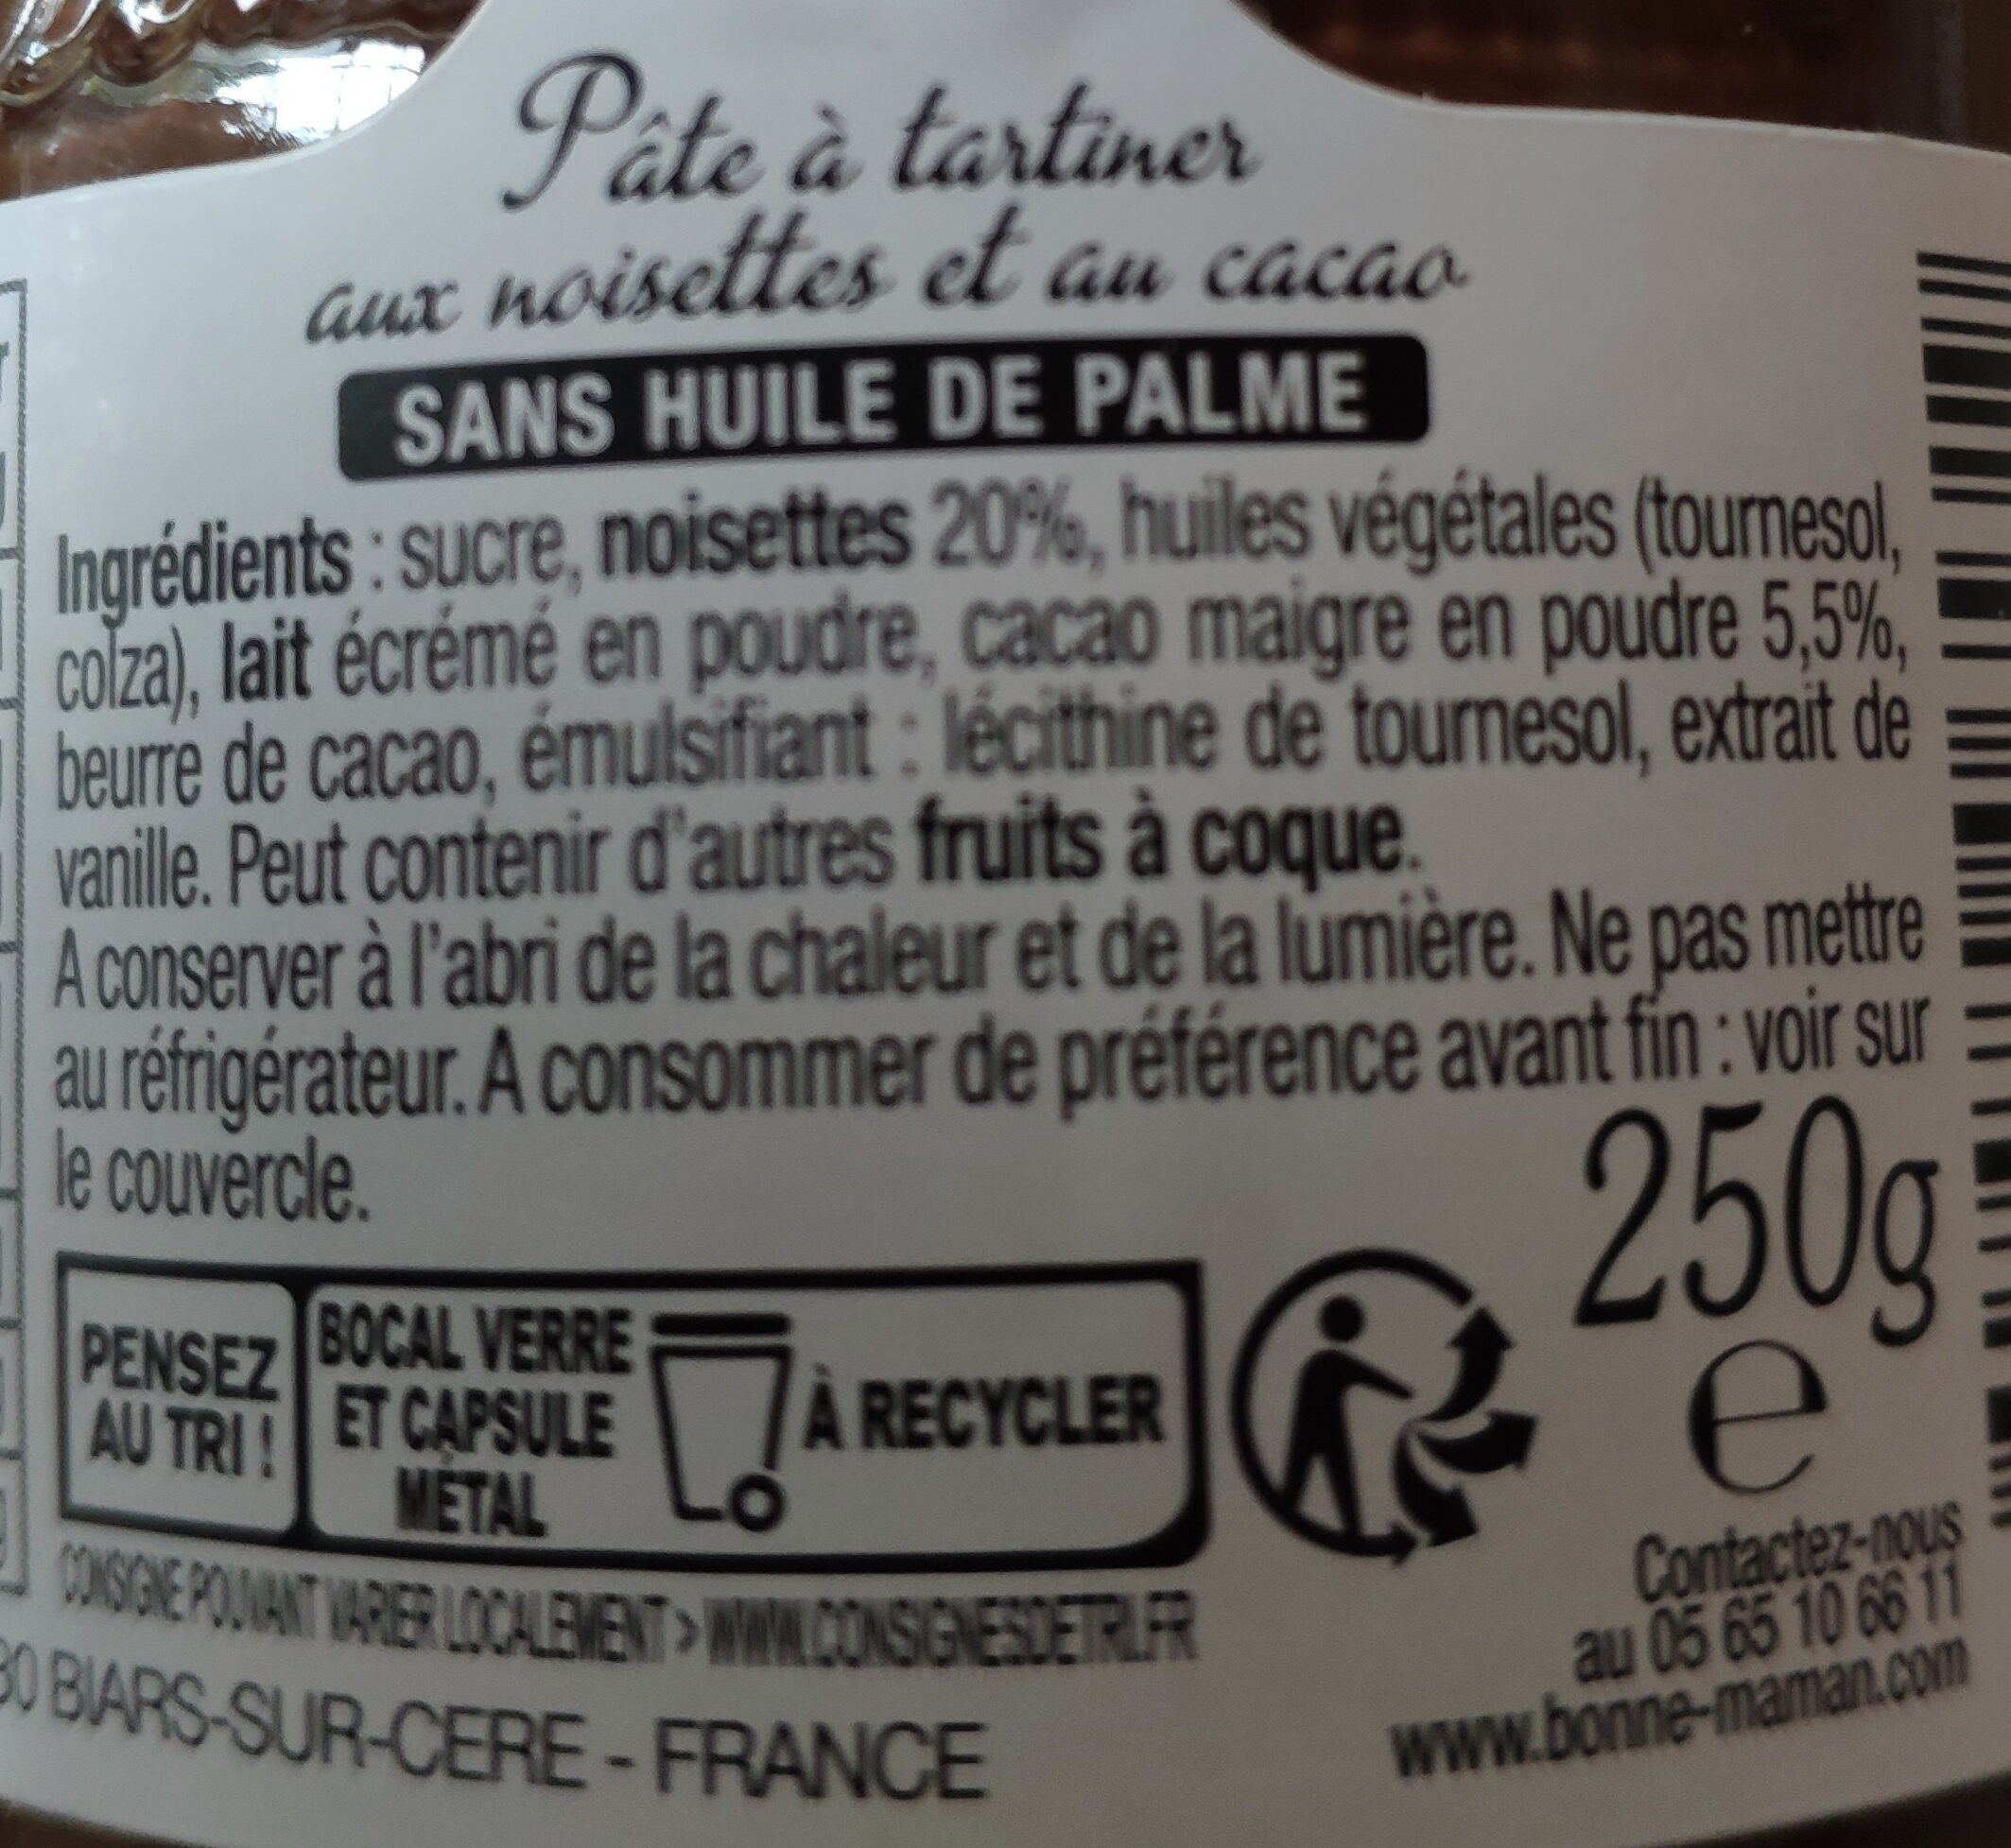 Pâte à tartiner
aux noisettes et au cacao
SANS HUILE DE PALME
Ingrédients : sucre, noisettes 20%, huiles végétales (tournesol,
colza), lait écrémé en poudre, cacao maigre en poudre 5,5%,
beurre de cacao, émulsifiant : lécithine de tournesol, extrait de
vanille. Peut contenir d'autres fruits à coque.
A conserver à l'abri de la chaleur et de la lumière. Ne pas mettre
au réfrigérateur. A consommer de préférence avant fin : voir sur
le couvercle.
250g
e
PENSEZ
AU TRI !
BOCAL VERRE
ET CAPSULE
MÉTAL
À RECYCLER
CONSIGNE POUVANT VARIER LOCALEMENT > WWW.CONSIGNESDETRI.FR
Contactez-nous
au 05 65 10 66 11
www.bonne-maman.com
BIARS-SUR-CERE - FRANCE